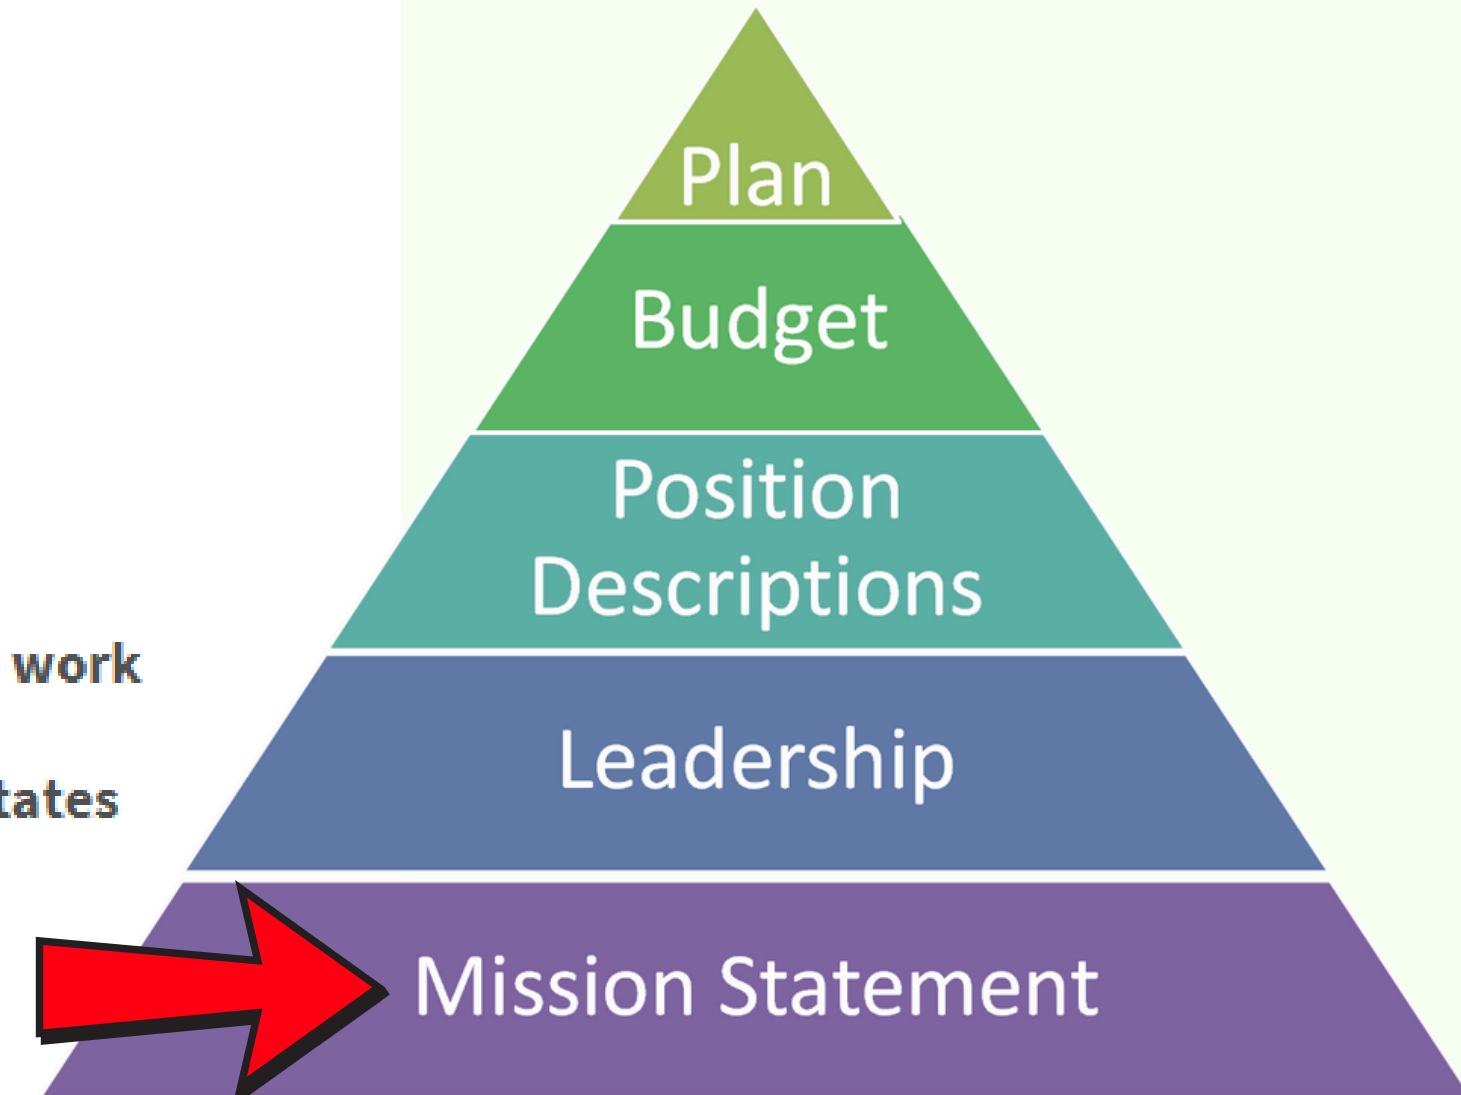 Plan
Budget
Position
Descriptions
work
Leadership
tates
Mission Statement